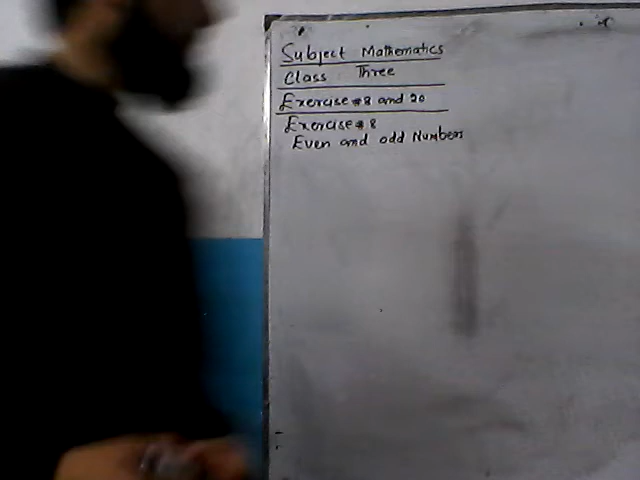 Subject Mathematics
Class Three
Exercise # 8 and 20
Exercise # 8
Even and odd Numbers